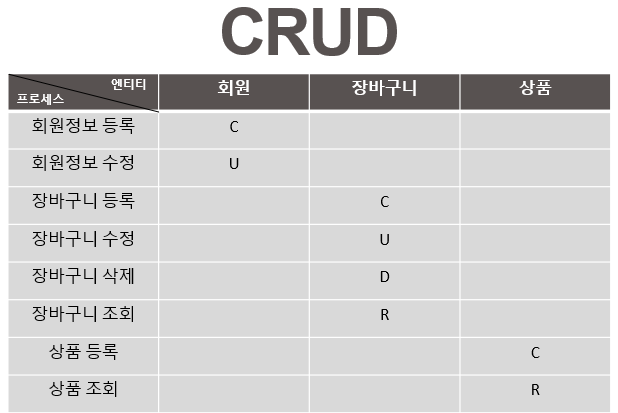 CRUD
엔티티
프로세스 회원 장바구니 상품
회원정보 등록 C
회원정보 수정 U
장바구니 등록 C
장바구니 수정 U
장바구니 삭제 D
장바구니 조회 R
상품 등록 C
상품 조회 R